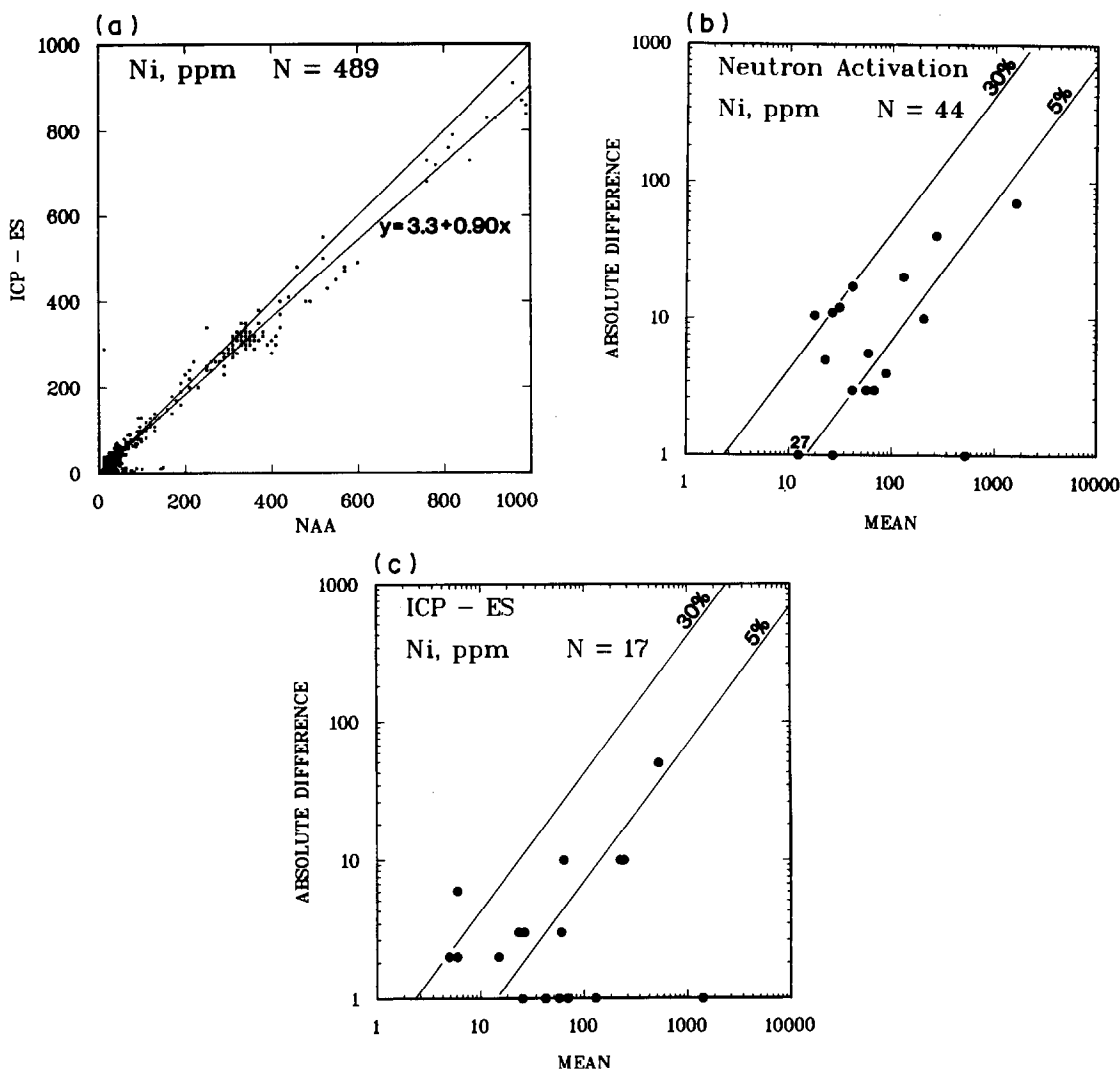 (a)
Ni, ppm N = 489
1000
800
600
400
200
0
ICP - ES
y=3.3+0.90x
0 200 400 600 800 1000
NAA
(b)
Neutron Activation
Ni, ppm N = 44
30%
5%
1000
100
10
1
ABSOLUTE DIFFERENCE
27
1 10 100 1000 10000
MEAN
(c)
ICP - ES
Ni, ppm N = 17
30%
5%
1000
100
10
1
ABSOLUTE DIFFERENCE
1 10 100 1000 10000
MEAN